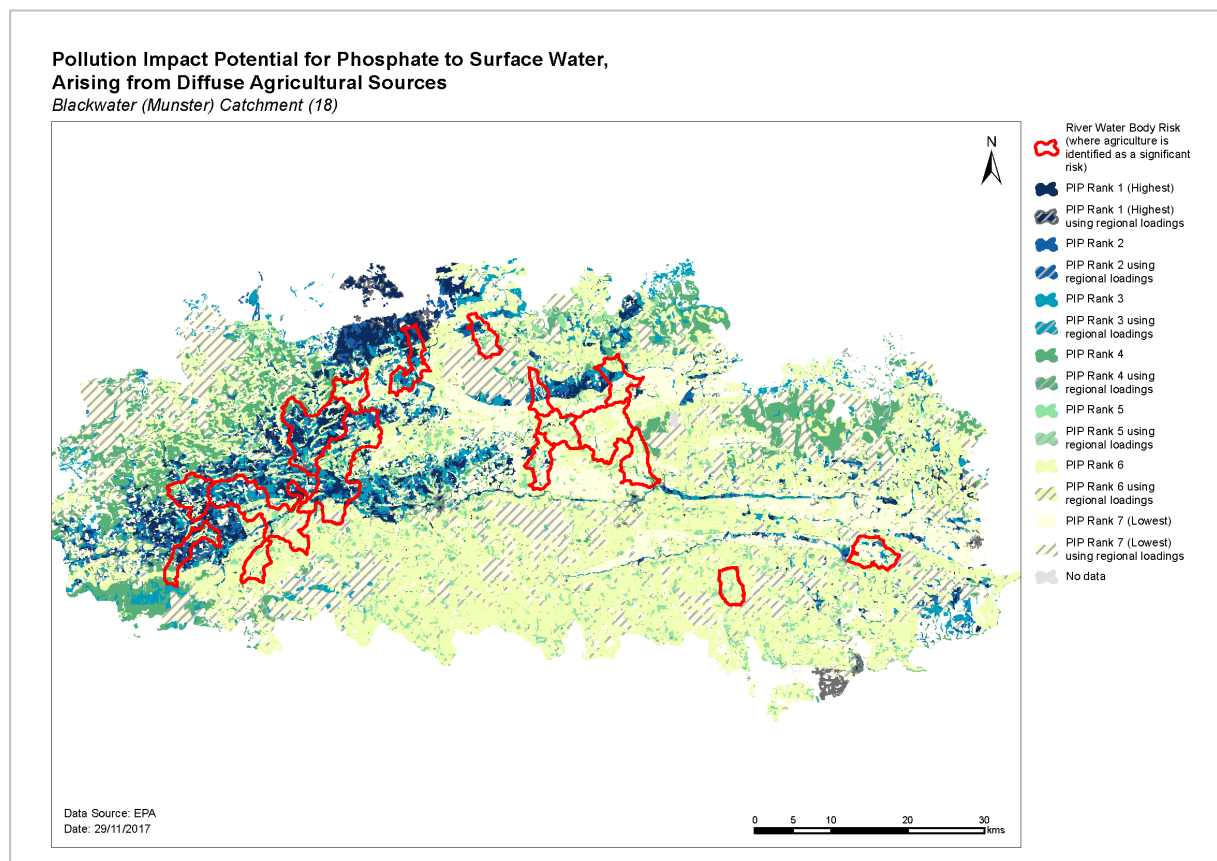 Pollution Impact Potential for Phosphate to Surface Water,
Arising from Diffuse Agricultural Sources
Blackwater (Munster) Catchment (18)
N
River Water Body Risk
(where agriculture is
identified as a significant
risk)
PIP Rank 1 (Highest)
PIP Rank 1 (Highest)
using regional loadings
PIP Rank 2
PIP Rank 2 using
regional loadings
PIP Rank 3
PIP Rank 3 using
regional loadings
PIP Rank 4
PIP Rank 4 using
regional loadings
PIP Rank 5
PIP Rank 5 using
regional loadings
PIP Rank 6
PIP Rank 6 using
regional loadings
PIP Rank 7 (Lowest)
PIP Rank 7 (Lowest)
using regional loadings
No data
Data Source: EPA
Date: 29/11/2017
0 5 10 20 30
kms